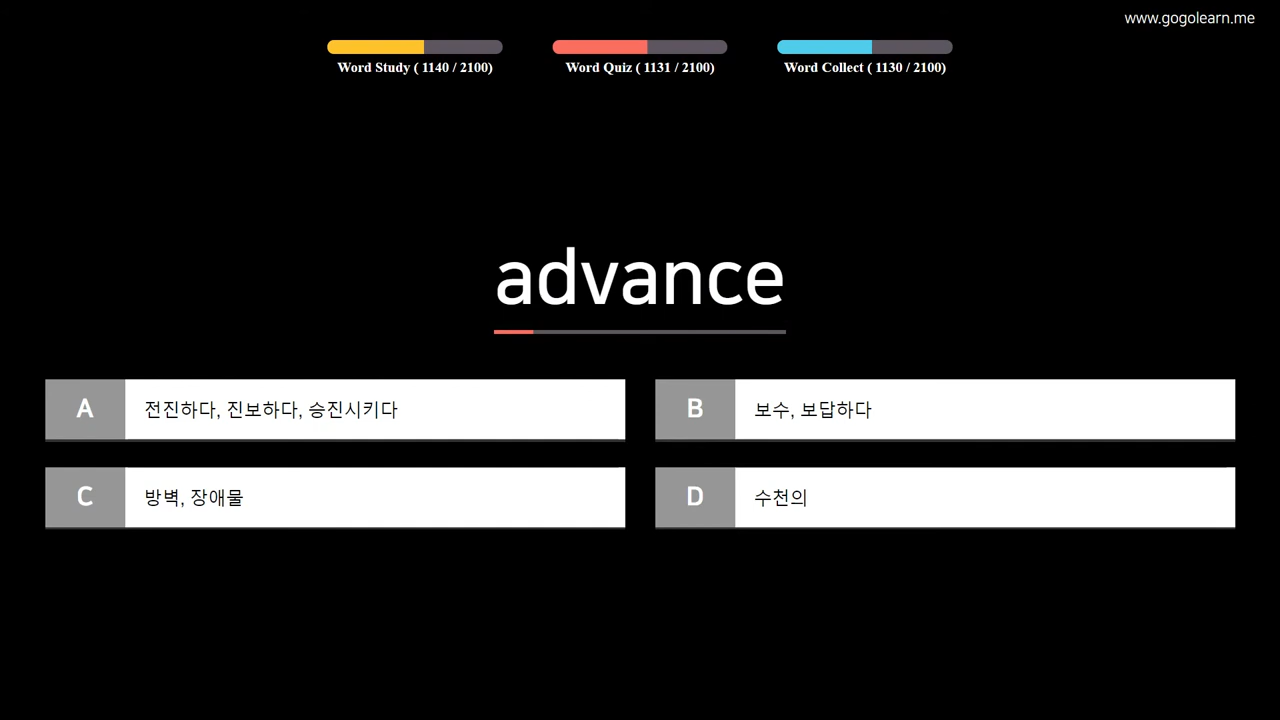 www.gogolearn.me
Word Study ( 1140 / 2100)
Word Quiz ( 1131 / 2100)
Word Collect ( 1130 / 2100)
advance
A 전진하다, 진보하다, 승진시키다
B 보수, 보답하다
C 방벽, 장애물
D 수천의